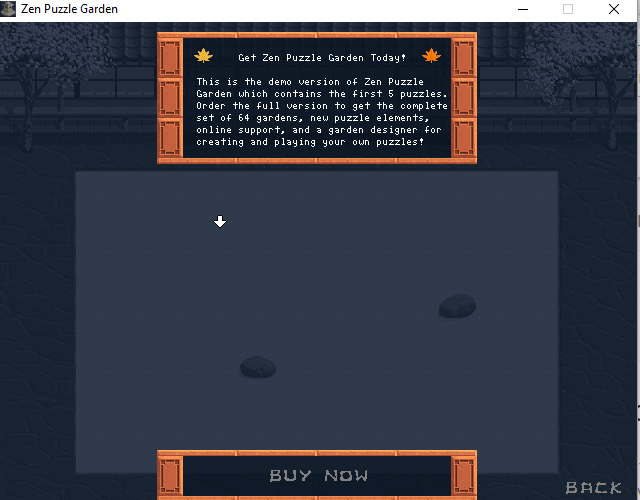 Zen Puzzle Garden
Get Zen Puzzle Garden Today!
This is the demo version of Zen Puzzle
Garden which contains the first 5 puzzles.
Order the full version to get the complete
set of 64 gardens, new puzzle elements,
online support, and a garden designer for
creating and playing your own puzzles!
BUY NOW
BACK